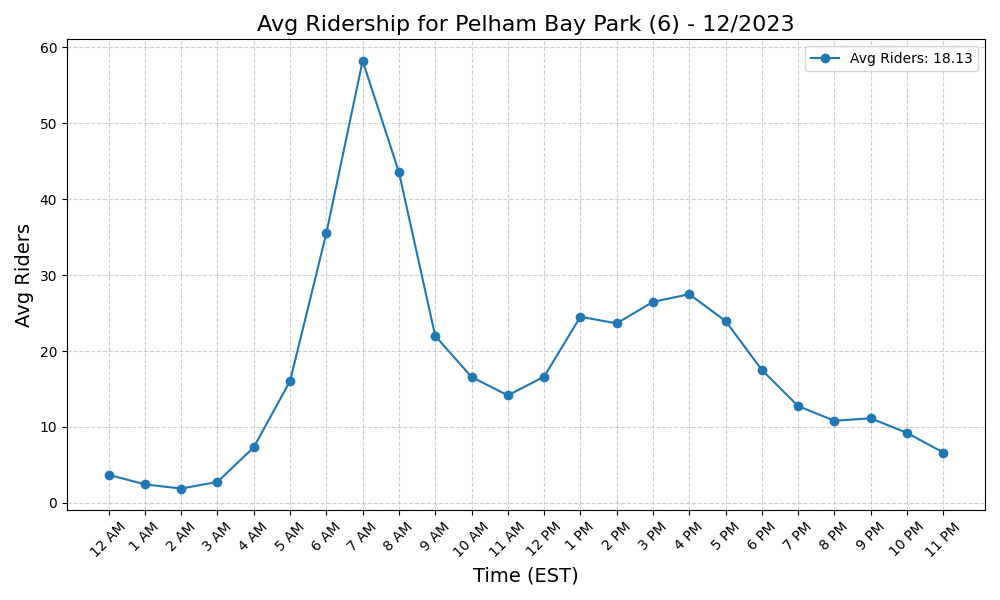 Avg Ridership for Pelham Bay Park (6) - 12/2023
Avg Riders: 18.13
Avg Riders
60
50
40
30
20
10
0
12 AM
1 AM
2 AM
3 AM
4 AM
5 AM
6 AM
7 AM
8 AM
9 AM
10 AM
11 AM
12 PM
1 PM
2 PM
3 PM
4 PM
5 PM
6 PM
7 PM
8 PM
9 PM
10 PM
11 PM
Time (EST)